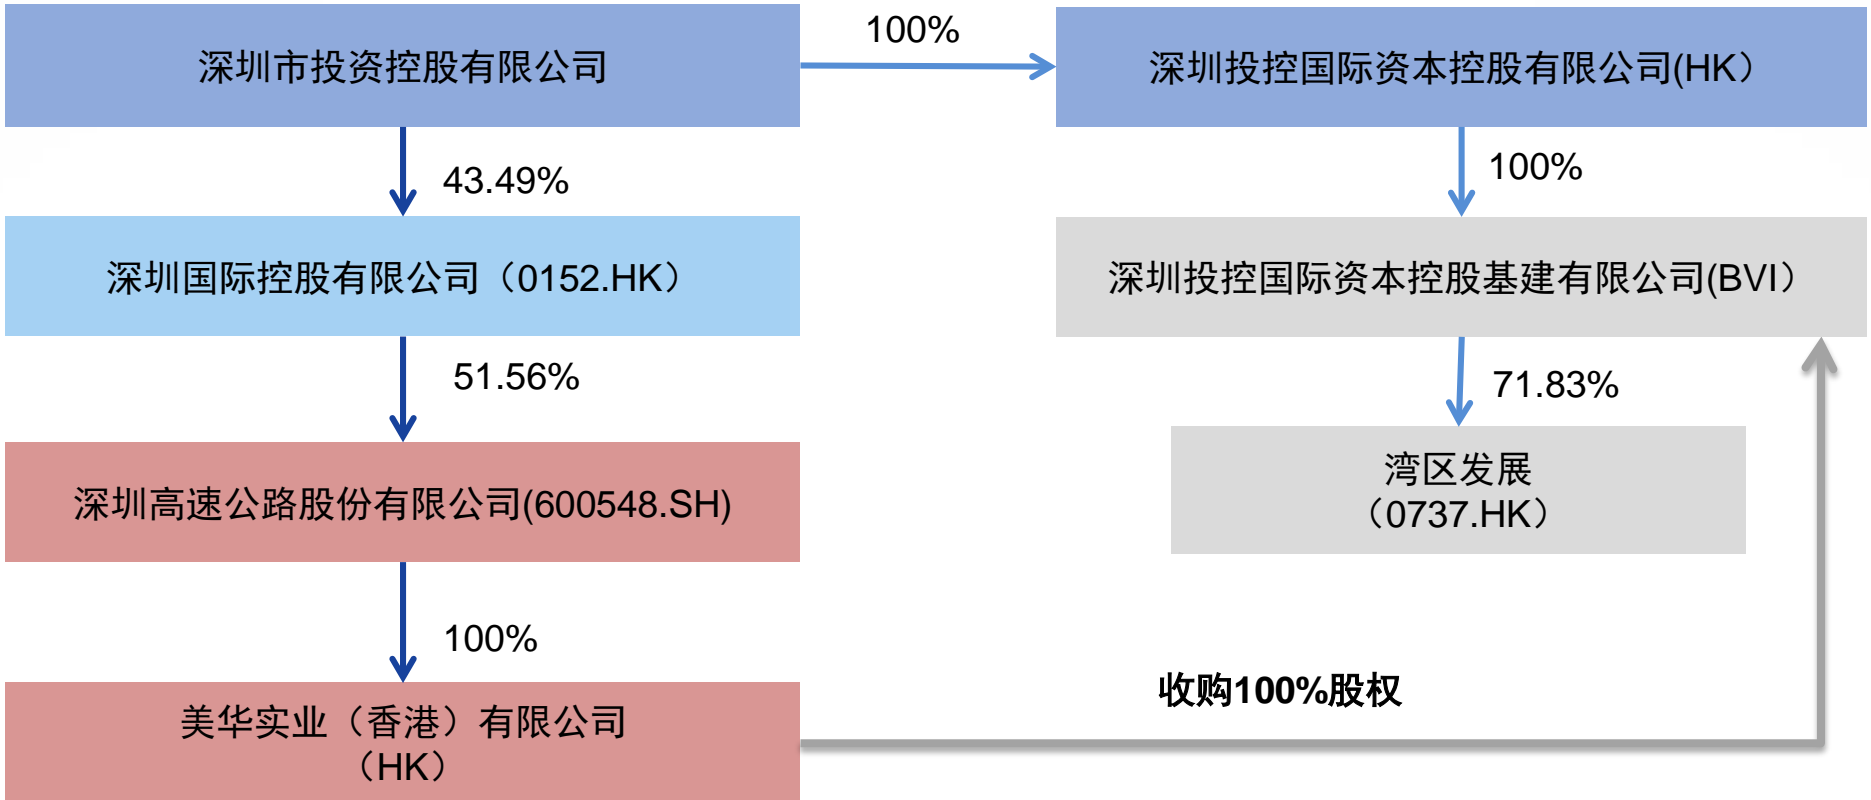 深圳市投资控股有限公司
100%
深圳投控国际资本控股有限公司(HK）
43.49%
100%
深圳国际控股有限公司（0152.HK）
深圳投控国际资本控股基建有限公司(BVI）
51.56%
71.83%
深圳高速公路股份有限公司(600548.SH)
湾区发展
（0737.HK）
100%
收购100%股权
美华实业（香港）有限公司
（HK）